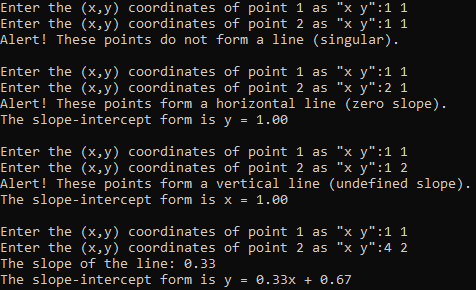 Enter the (x,y) coordinates of point 1 as "x y":1 1
Enter the (x,y) coordinates of point 2 as "x y":1 1
Alert! These points do not form a line (singular).

Enter the (x,y) coordinates of point 1 as "x y":1 1
Enter the (x,y) coordinates of point 2 as "x y":2 1
Alert! These points form a horizontal line (zero slope).
The slope-intercept form is y = 1.00

Enter the (x,y) coordinates of point 1 as "x y":1 1
Enter the (x,y) coordinates of point 2 as "x y":1 2
Alert! These points form a vertical line (undefined slope).
The slope-intercept form is x = 1.00

Enter the (x,y) coordinates of point 1 as "x y":1 1
Enter the (x,y) coordinates of point 2 as "x y":4 2
The slope of the line: 0.33
The slope-intercept form is y = 0.33x + 0.67